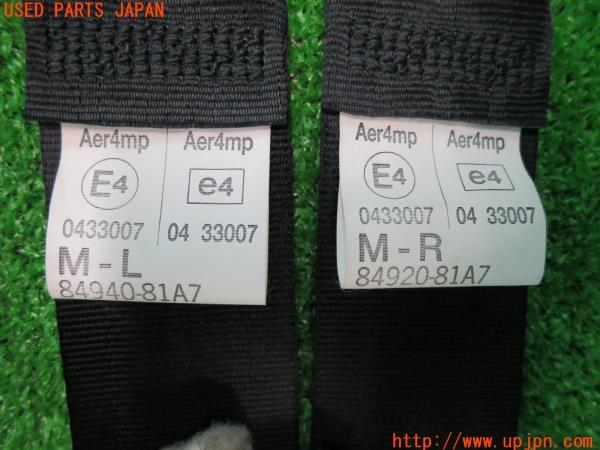 USED PARTS JAPAN
Aer4mp Aer4mp
E4 e4
0433007 04 33007
M-L
84940-81A7
Aer4mp Aer4mp
E4 e4
0433007 04 33007
M-R
84920-81A7
http://www.upjpn.com/